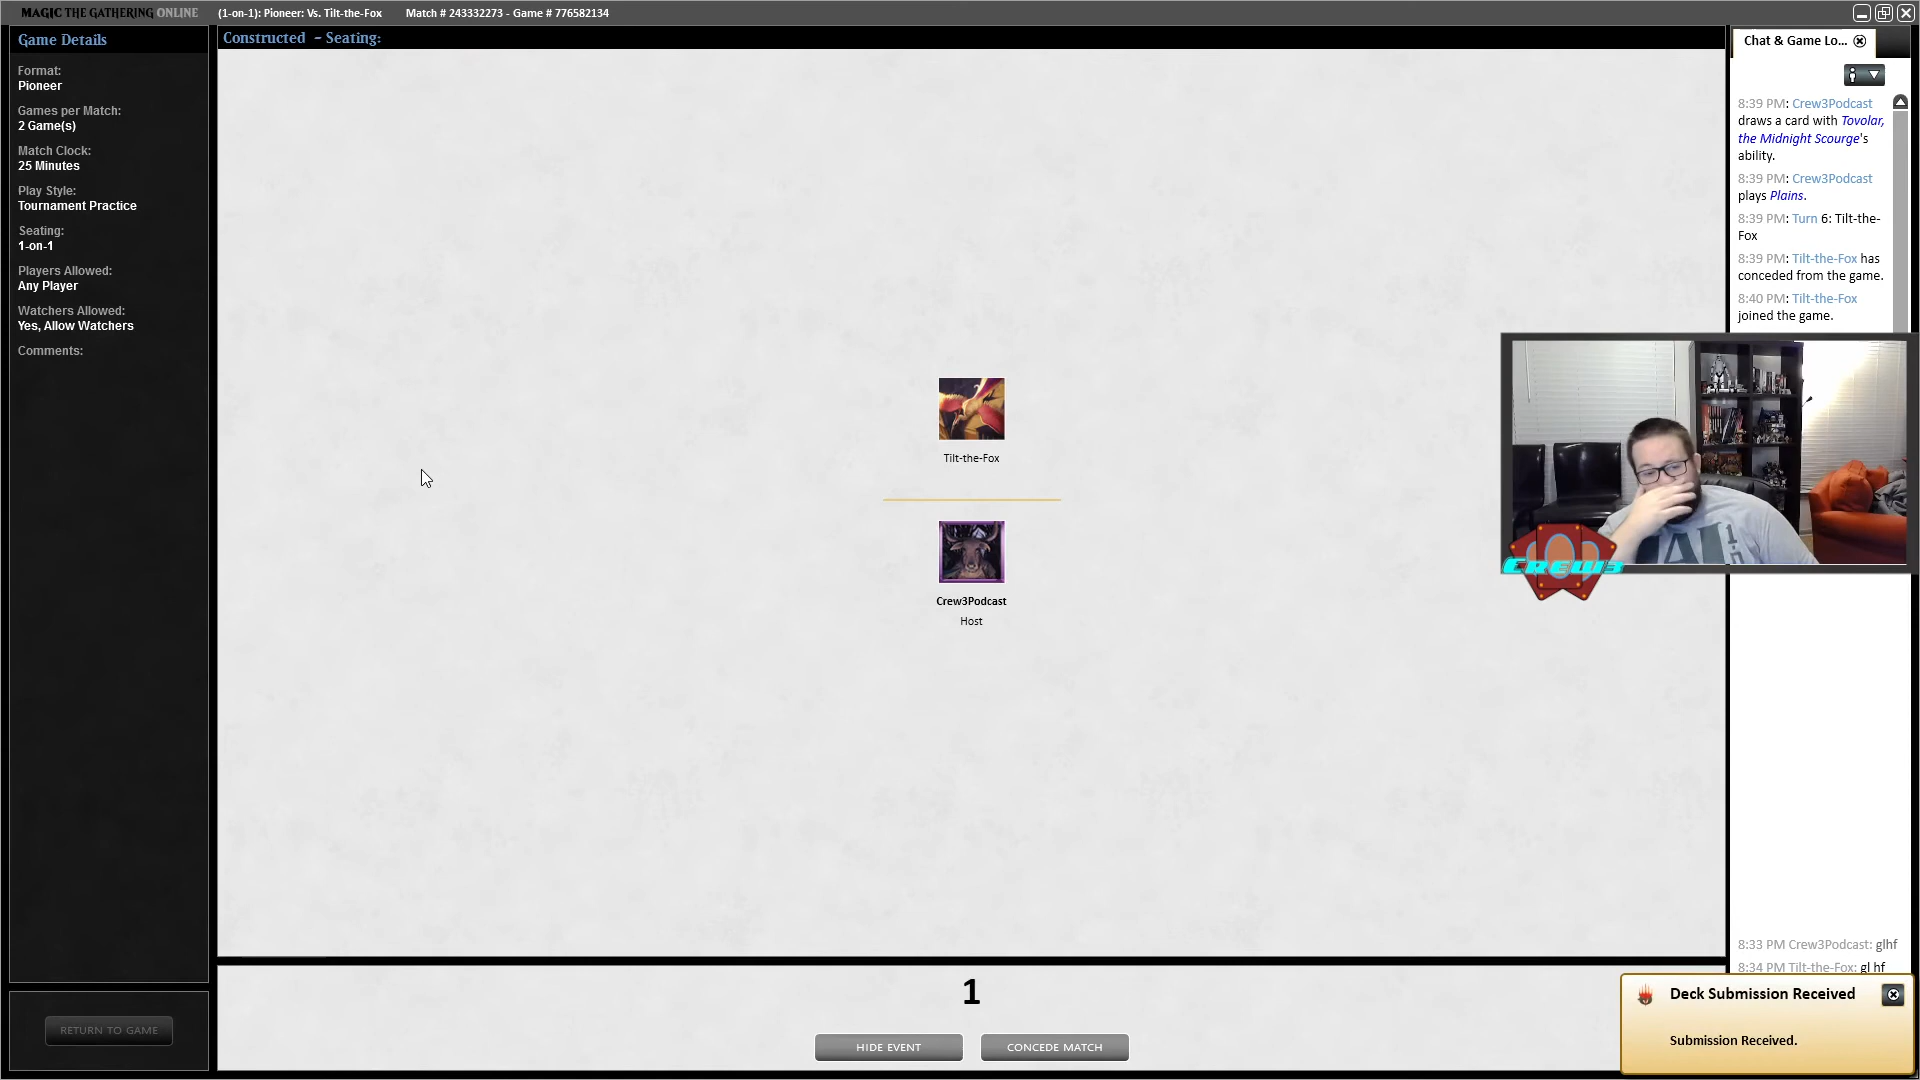 MAGIC THE GATHERING ONLINE
(1-on-1): Pioneer: Vs. Tilt-the-Fox
Match # 243332273 - Game # 776582134
Game Details
Format:
Pioneer
Games per Match:
2 Game(s)
Match Clock:
25 Minutes
Play Style:
Tournament Practice
Seating:
1-on-1
Players Allowed:
Any Player
Watchers Allowed:
Yes, Allow Watchers
Comments:
RETURN TO GAME
Constructed - Seating:
Tilt-the-Fox
Crew3Podcast
Host
1
HIDE EVENT
CONCEDE MATCH
Chat & Game Lo...
8:39 PM: Crew3Podcast
draws a card with Tovolar,
the Midnight Scourge's
ability.
8:39 PM: Crew3Podcast
plays Plains.
8:39 PM: Turn 6: Tilt-the-
Fox
8:39 PM: Tilt-the-Fox has
conceded from the game.
8:40 PM: Tilt-the-Fox
joined the game.
CREW3
8:33 PM Crew3Podcast: glhf
8:34 PM Tilt-the-Fox: gl hf
Deck Submission Received
Submission Received.